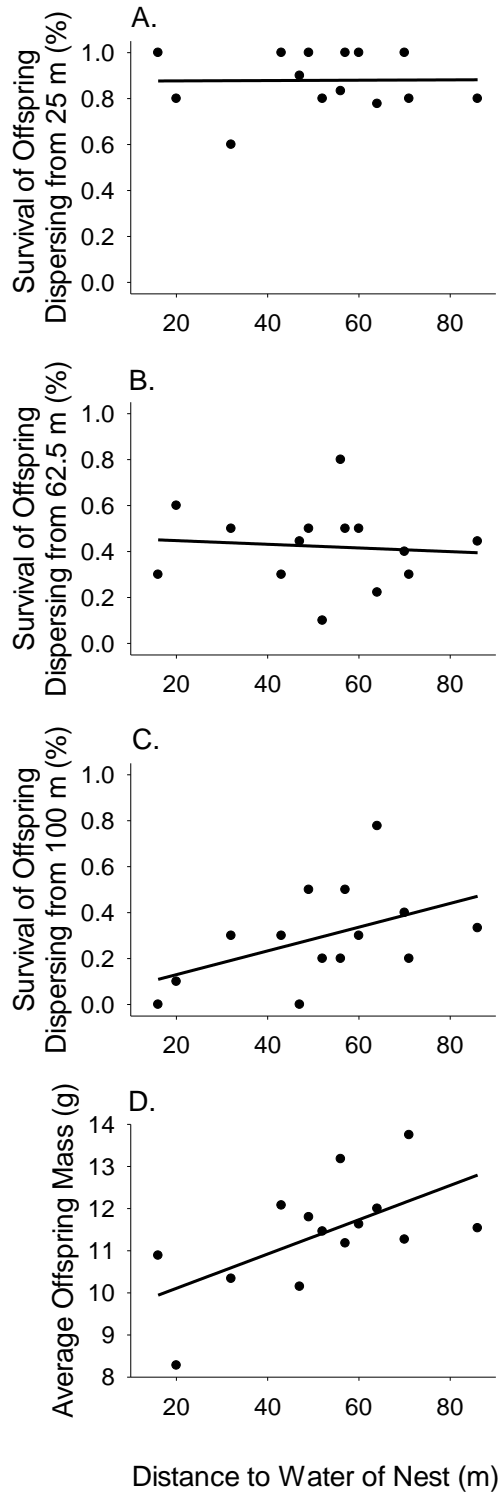 A.
Survival of Offspring
Dispersing from 25 m (%)
1.0
0.8
0.6
0.4
0.2
0.0
20 40 60 80
B.
Survival of Offspring
Dispersing from 62.5 m (%)
1.0
0.8
0.6
0.4
0.2
0.0
20 40 60 80
C.
Survival of Offspring
Dispersing from 100 m (%)
1.0
0.8
0.6
0.4
0.2
0.0
20 40 60 80
D.
Average Offspring Mass (g)
14
13
12
11
10
9
8
20 40 60 80
Distance to Water of Nest (m)